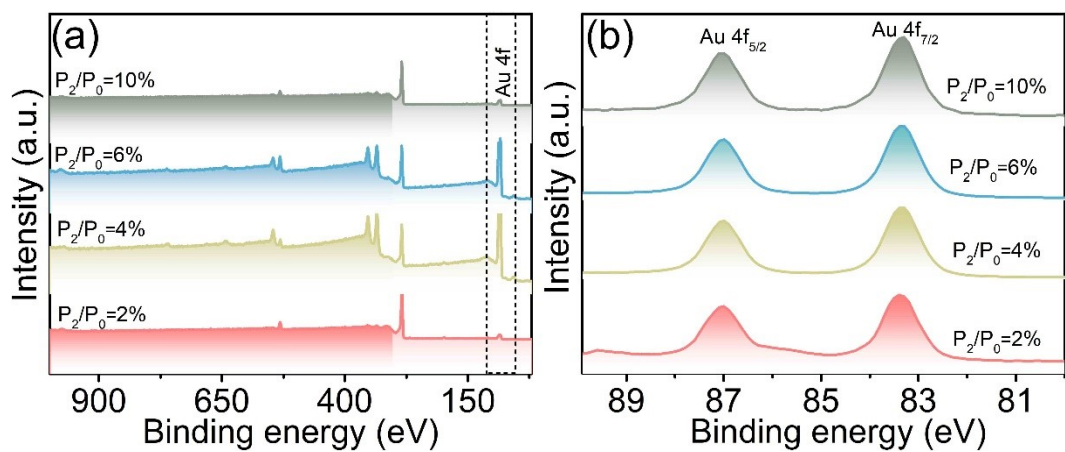 (a)
Intensity (a.u.)
P₂/P₀=10%
P₂/P₀=6%
P₂/P₀=4%
P₂/P₀=2%
Au 4f
900 650 400 150
Binding energy (eV)
(b)
Intensity (a.u.)
Au 4f₅/₂ Au 4f₇/₂
P₂/P₀=10%
P₂/P₀=6%
P₂/P₀=4%
P₂/P₀=2%
89 87 85 83 81
Binding energy (eV)